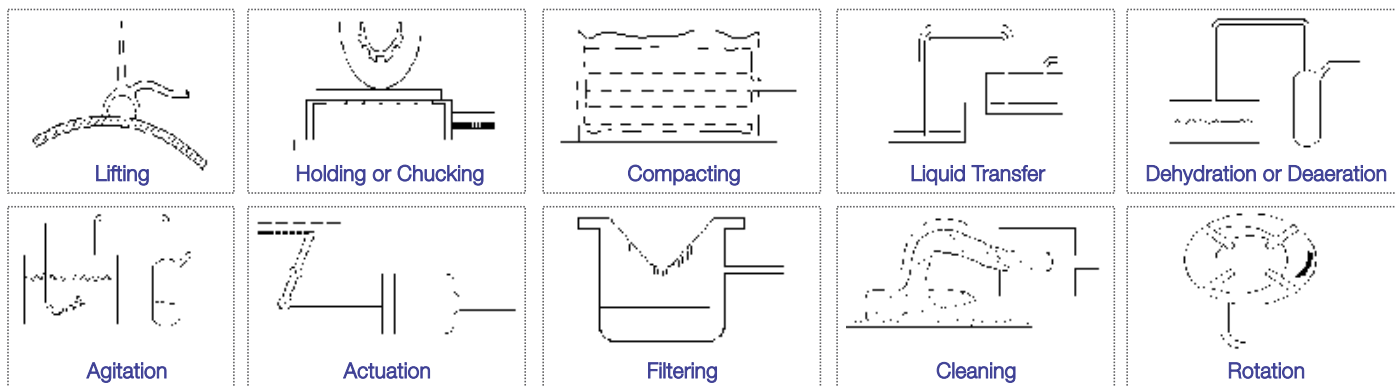 Lifting
Holding or Chucking
Compacting
Liquid Transfer
Dehydration or Deaeration
Agitation
Actuation
Filtering
Cleaning
Rotation